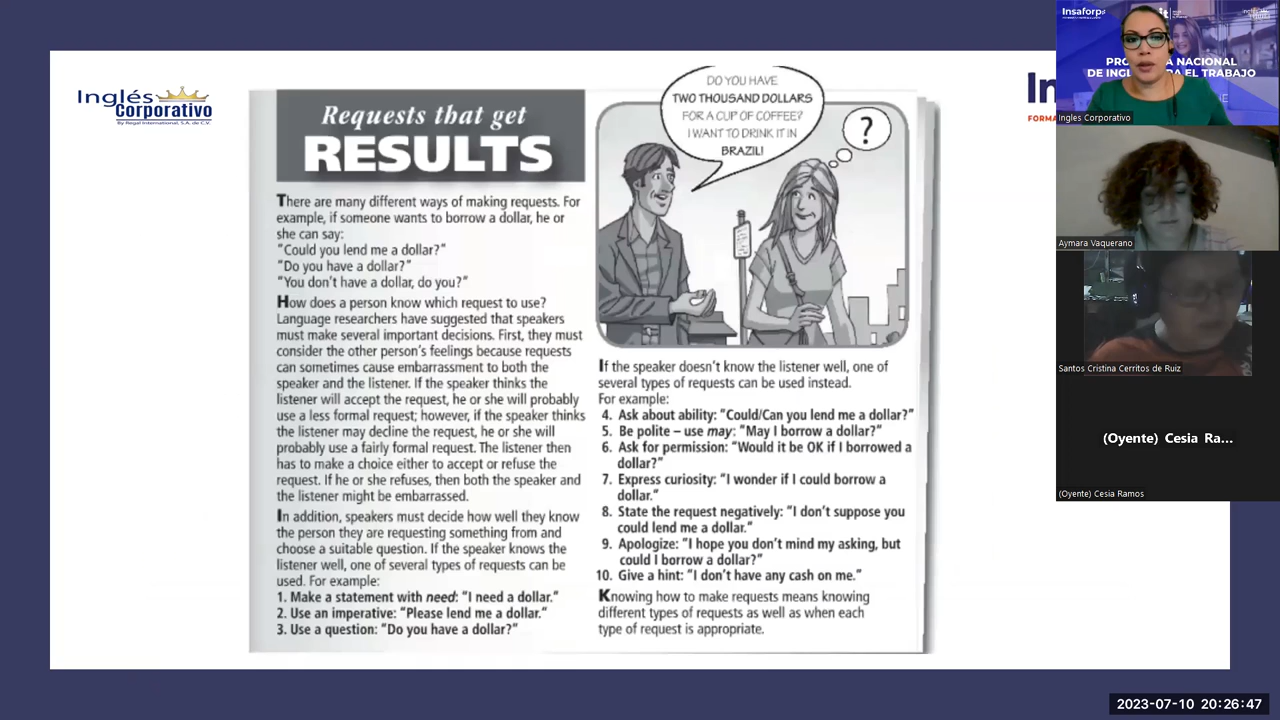 Inglés
Corporativo
By Regal International, S.A. de C.V.
Requests that get
RESULTS
There are many different ways of making requests. For
example, if someone wants to borrow a dollar, he or
she can say:
"Could you lend me a dollar?"
"Do you have a dollar?"
"You don't have a dollar, do you?"
How does a person know which request to use?
Language researchers have suggested that speakers
must make several important decisions. First, they must
consider the other person's feelings because requests
can sometimes cause embarrassment to both the
speaker and the listener. If the speaker thinks the
listener will accept the request, he or she will probably
use a less formal request; however, if the speaker thinks
the listener may decline the request, he or she will
probably use a fairly formal request. The listener then
has to make a choice either to accept or refuse the
request. If he or she refuses, then both the speaker and
the listener might be embarrassed.
In addition, speakers must decide how well they know
the person they are requesting something from and
choose a suitable question. If the speaker knows the
listener well, one of several types of requests can be
used. For example:
1. Make a statement with need: "I need a dollar."
2. Use an imperative: "Please lend me a dollar."
3. Use a question: "Do you have a dollar?"
DO YOU HAVE
TWO THOUSAND DOLLARS
FOR A CUP OF COFFEE?
I WANT TO DRINK IT IN
BRAZIL!
?
If the speaker doesn't know the listener well, one of
several types of requests can be used instead.
For example:
4. Ask about ability: "Could/Can you lend me a dollar?"
5. Be polite – use may: "May I borrow a dollar?"
6. Ask for permission: "Would it be OK if I borrowed a
dollar?"
7. Express curiosity: "I wonder if I could borrow a
dollar."
8. State the request negatively: "I don't suppose you
could lend me a dollar."
9. Apologize: "I hope you don't mind my asking, but
could I borrow a dollar?"
10. Give a hint: "I don't have any cash on me."
Knowing how to make requests means knowing
different types of requests as well as when each
type of request is appropriate.
In
FORMA
Insaforp
PRO NACIONAL
DE INGL A EL TRABAJO
Ingles Corporativo
Aymara Vaquerano
Santos Cristina Cerritos de Ruiz
(Oyente) Cesia Ra...
(Oyente) Cesia Ramos
2023-07-10 20:26:47